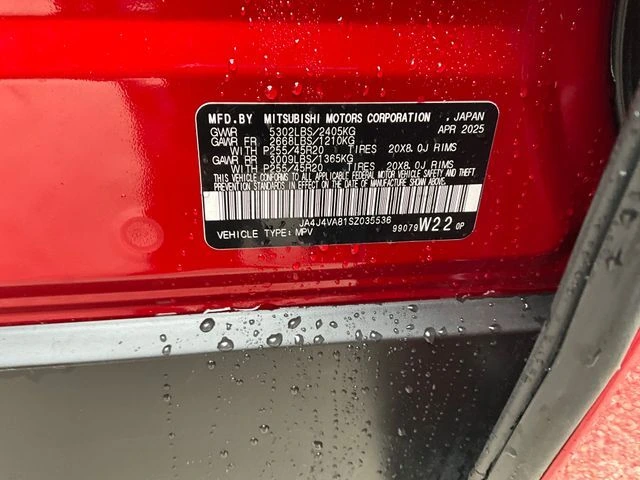 MFD.BY MITSUBISHI MOTORS CORPORATION , JAPAN
GVWR 5302LBS/2405KG APR 2025
GAWR FR 2668LBS/1210KG
WITH P255/45R20 TIRES 20X8.0J RIMS
GAWR RR 3009LBS/1365KG
WITH P255/45R20 TIRES 20X8.0J RIMS
THIS VEHICLE CONFORMS TO ALL APPLICABLE
FEDERAL MOTOR VEHICLE SAFETY AND THEFT
PREVENTION STANDARDS IN EFFECT ON THE DATE
OF MANUFACTURE SHOWN ABOVE.
JA4J4VA81SZ035536
VEHICLE TYPE: MPV 99079 W22 0P